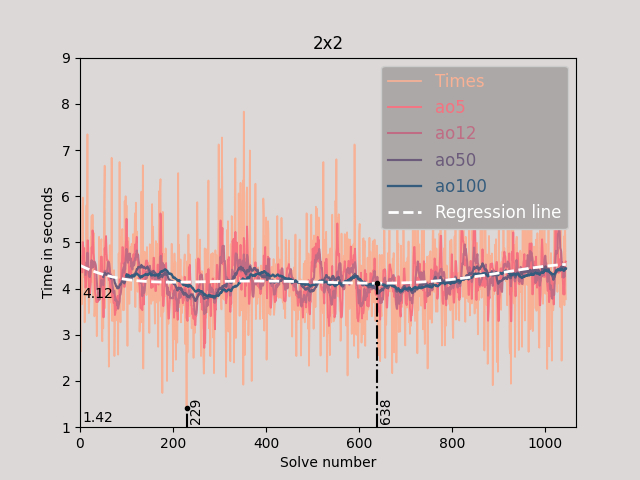 2x2
9
8
7
6
5
4
3
2
1
Time in seconds
Times
ao5
ao12
ao50
ao100
Regression line
4.12
1.42
229
638
0 200 400 600 800 1000
Solve number